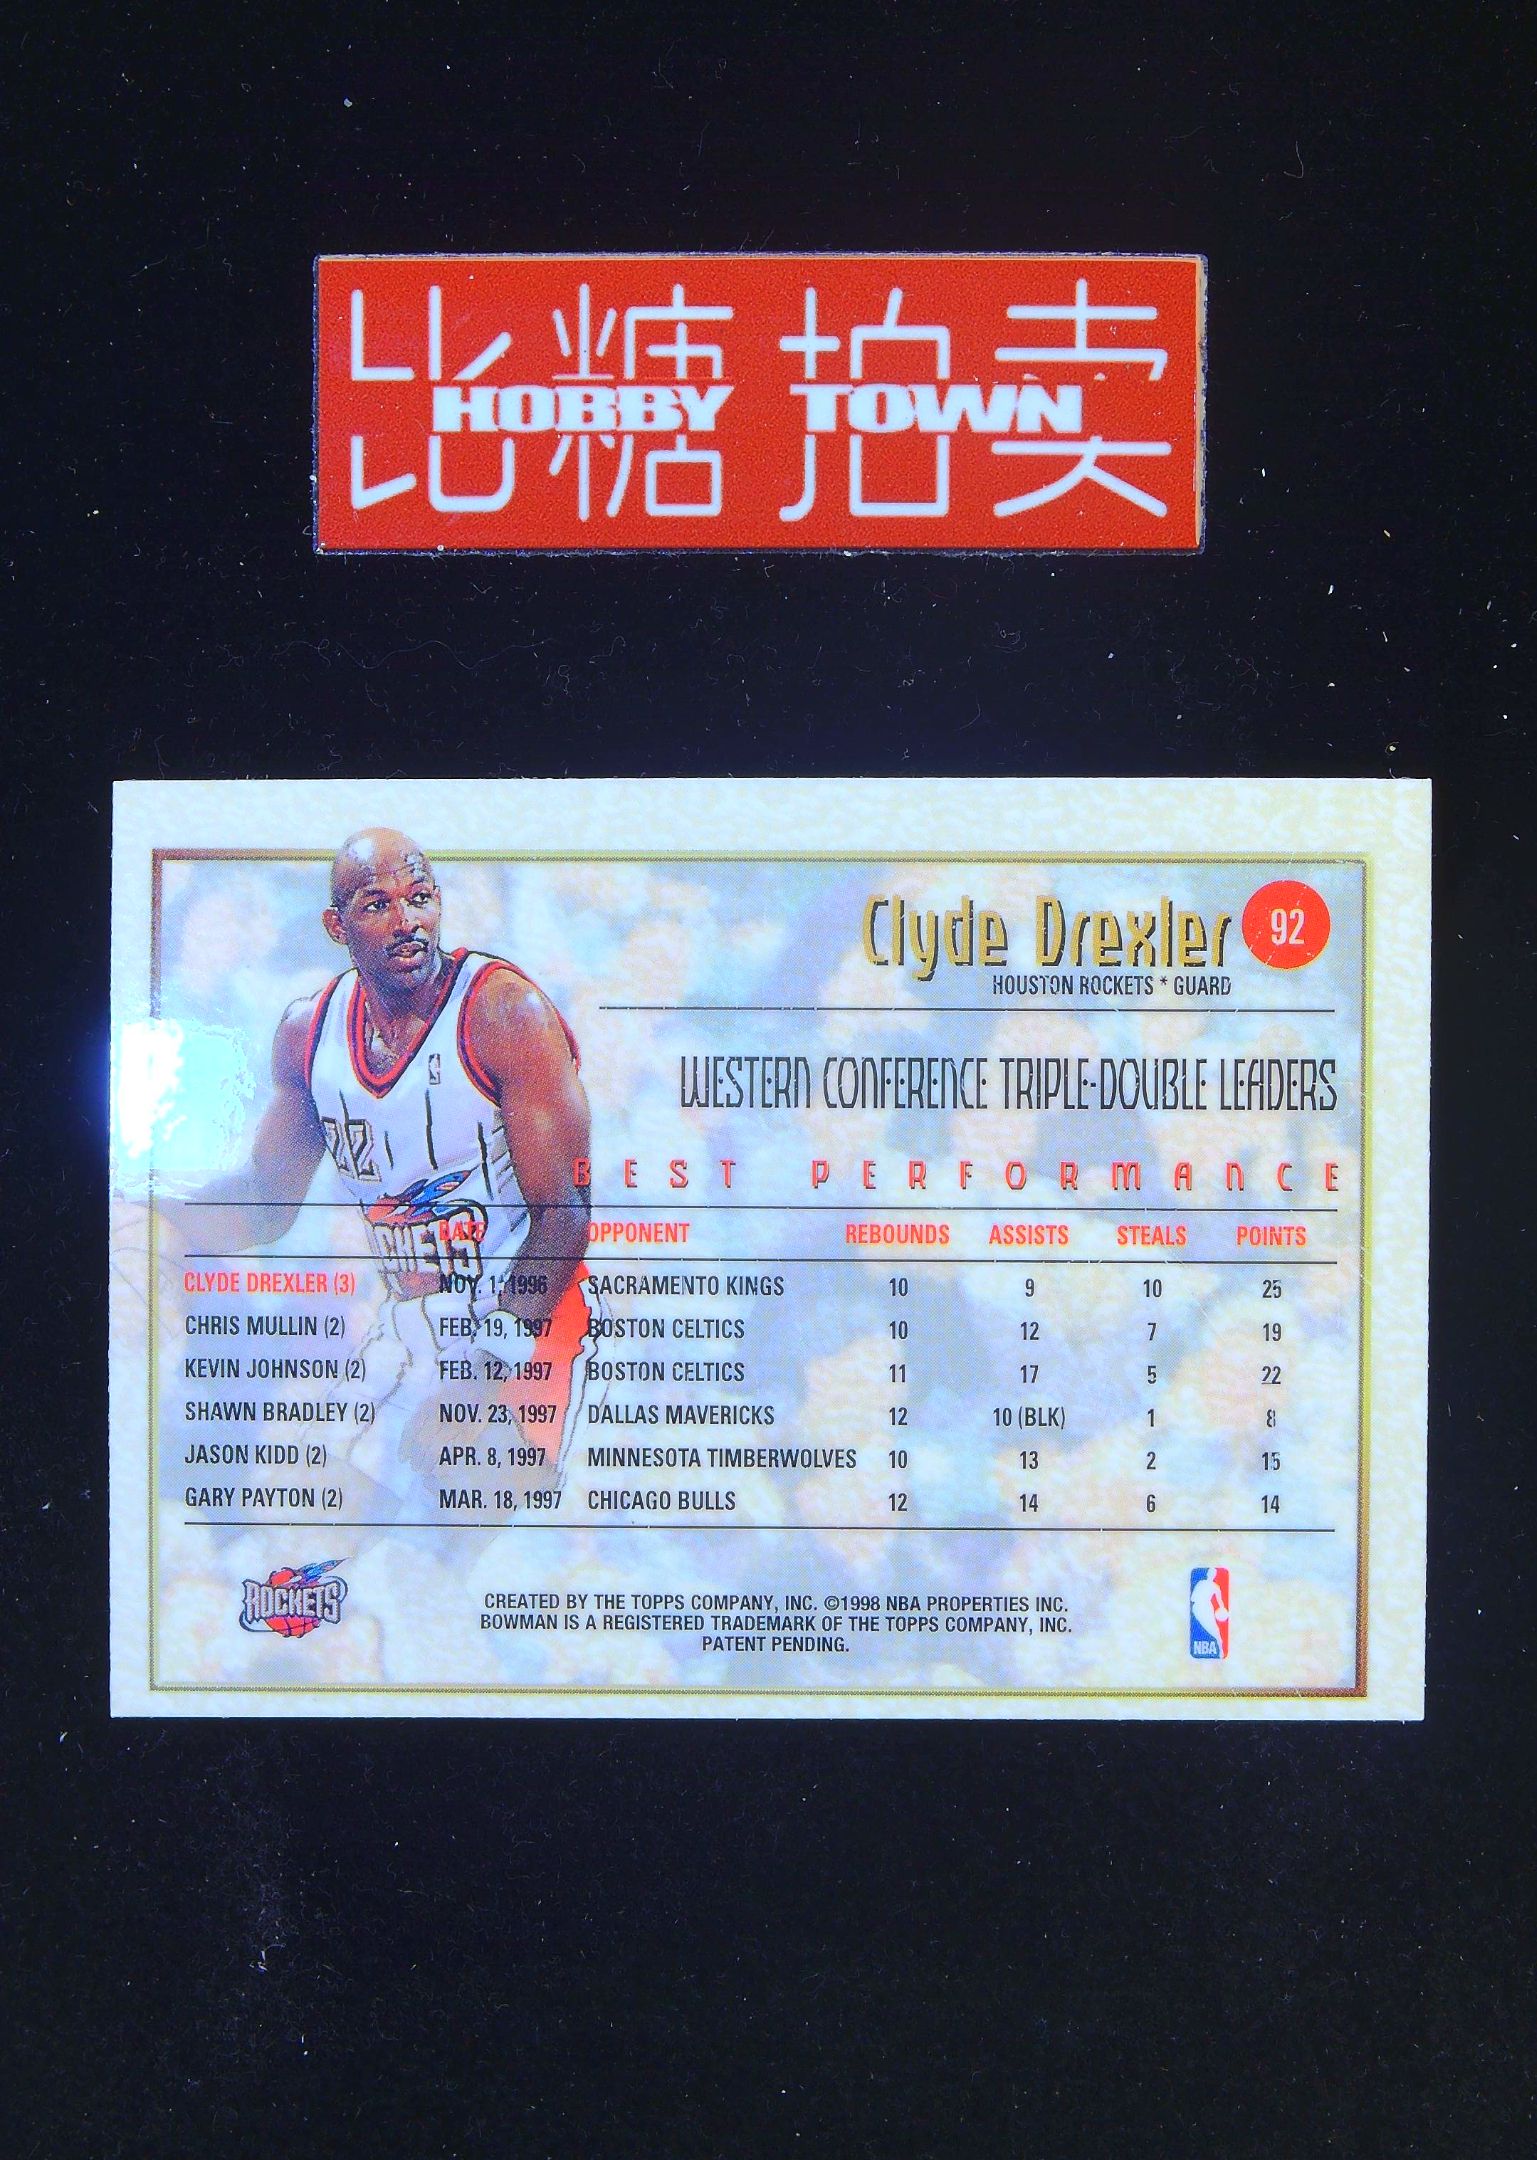 比糖拍卖
HOBBY TOWN
Clyde Drexler 92
HOUSTON ROCKETS * GUARD
WESTERN CONFERENCE TRIPLE-DOUBLE LEADERS
BEST PERFORMANCE
DATE OPPONENT REBOUNDS ASSISTS STEALS POINTS
CLYDE DREXLER (3) NOV. 1, 1996 SACRAMENTO KINGS 10 9 10 25
CHRIS MULLIN (2) FEB. 19, 1997 BOSTON CELTICS 10 12 7 19
KEVIN JOHNSON (2) FEB. 12, 1997 BOSTON CELTICS 11 17 5 22
SHAWN BRADLEY (2) NOV. 23, 1997 DALLAS MAVERICKS 12 10 (BLK) 1 8
JASON KIDD (2) APR. 8, 1997 MINNESOTA TIMBERWOLVES 10 13 2 15
GARY PAYTON (2) MAR. 18, 1997 CHICAGO BULLS 12 14 6 14
22
ROCKETS
CREATED BY THE TOPPS COMPANY, INC. ©1998 NBA PROPERTIES INC.
BOWMAN IS A REGISTERED TRADEMARK OF THE TOPPS COMPANY, INC.
PATENT PENDING.
NBA